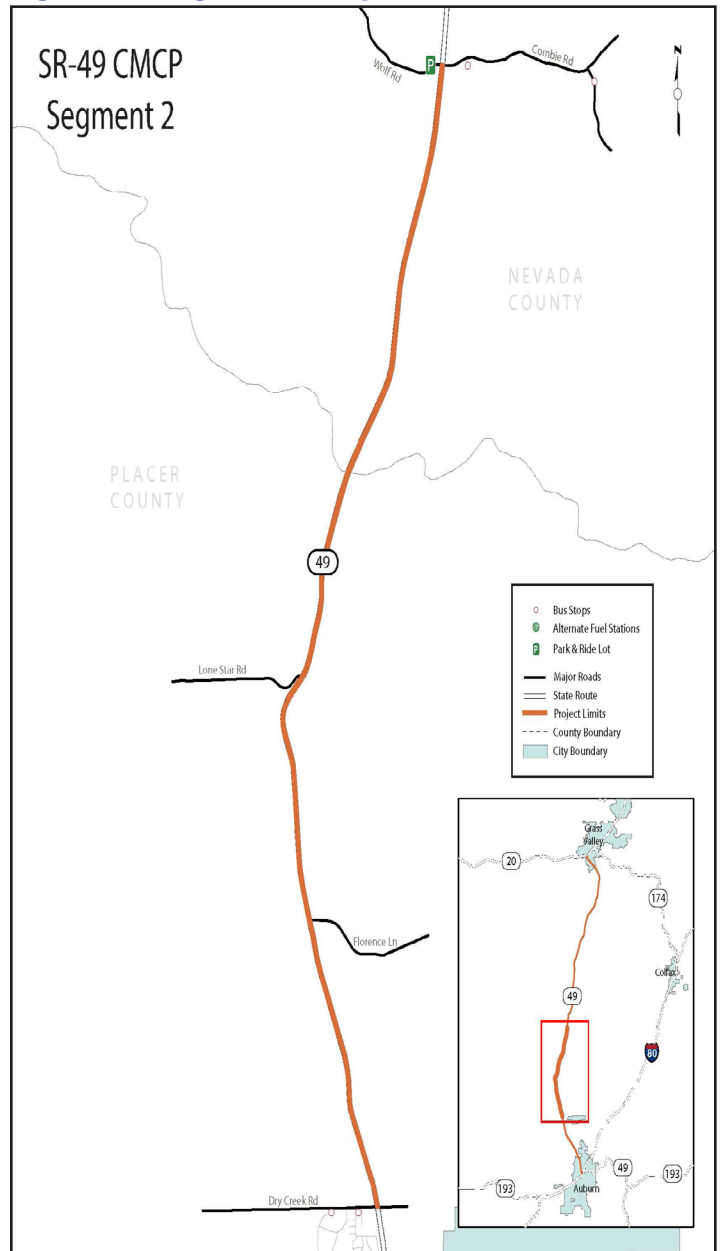 SR-49 CMCP
Segment 2
Wolf Rd
P
Combie Rd
N
NEVADA
COUNTY
PLACER
COUNTY
49
Lone Star Rd
Florence Ln
Dry Creek Rd
Bus Stops
Alternate Fuel Stations
P
Park & Ride Lot
Major Roads
State Route
Project Limits
County Boundary
City Boundary
Grass
Valley
20
174
Colfax
49
80
49
193
193
Auburn